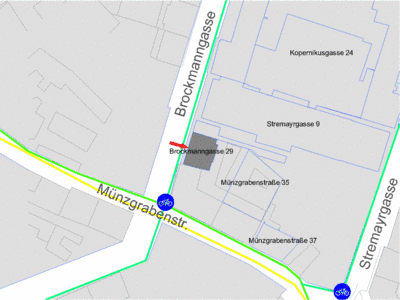 Brockmanngasse
Kopernikusgasse 24
Stremayrgasse 9
Brockmanngasse 29
Münzgrabenstraße 35
Münzgrabenstr.
Münzgrabenstraße 37
Stremayrgasse